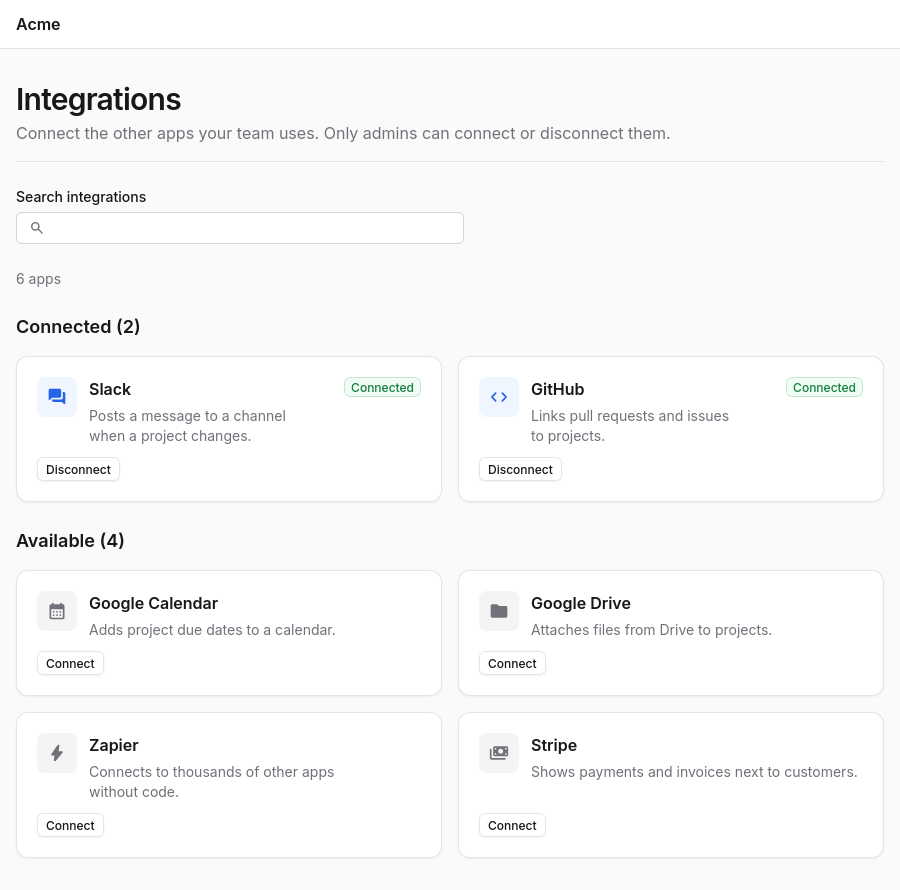 Acme
Integrations
Connect the other apps your team uses. Only admins can connect or disconnect them.
Search integrations
6 apps
Connected (2)
Slack
Connected
Posts a message to a channel
when a project changes.
Disconnect
GitHub
Connected
Links pull requests and issues
to projects.
Disconnect
Available (4)
Google Calendar
Adds project due dates to a calendar.
Connect
Google Drive
Attaches files from Drive to projects.
Connect
Zapier
Connects to thousands of other apps
without code.
Connect
Stripe
Shows payments and invoices next to customers.
Connect